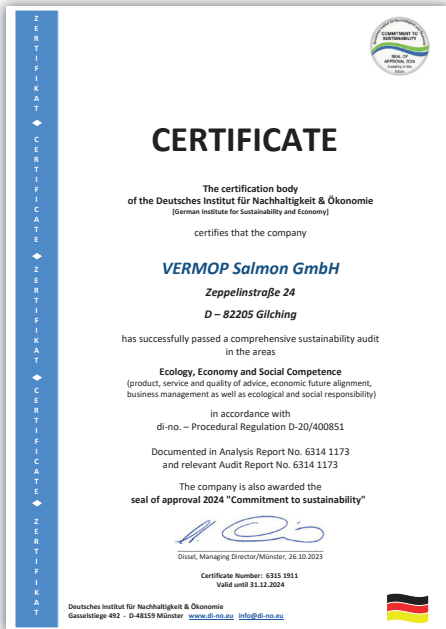 ZERTIFIKAT ◆ CERTIFICATE ◆ ZERTIFIKAT ◆ CERTIFICATE ◆ ZERTIFIKAT
COMMITMENT TO
SUSTAINABILITY
SEAL OF
APPROVAL 2024
Investing in the
future
CERTIFICATE
The certification body
of the Deutsches Institut für Nachhaltigkeit & Ökonomie
[German Institute for Sustainability and Economy]
certifies that the company
VERMOP Salmon GmbH
Zeppelinstraße 24
D – 82205 Gilching
has successfully passed a comprehensive sustainability audit
in the areas
Ecology, Economy and Social Competence
(product, service and quality of advice, economic future alignment,
business management as well as ecological and social responsibility)
in accordance with
di-no. – Procedural Regulation D-20/400851
Documented in Analysis Report No. 6314 1173
and relevant Audit Report No. 6314 1173
The company is also awarded the
seal of approval 2024 "Commitment to sustainability"
Dissel, Managing Director/Münster, 26.10.2023
Certificate Number: 6315 1911
Valid until 31.12.2024
Deutsches Institut für Nachhaltigkeit & Ökonomie
Gasselstiege 492 - D-48159 Münster www.di-no.eu info@di-no.eu